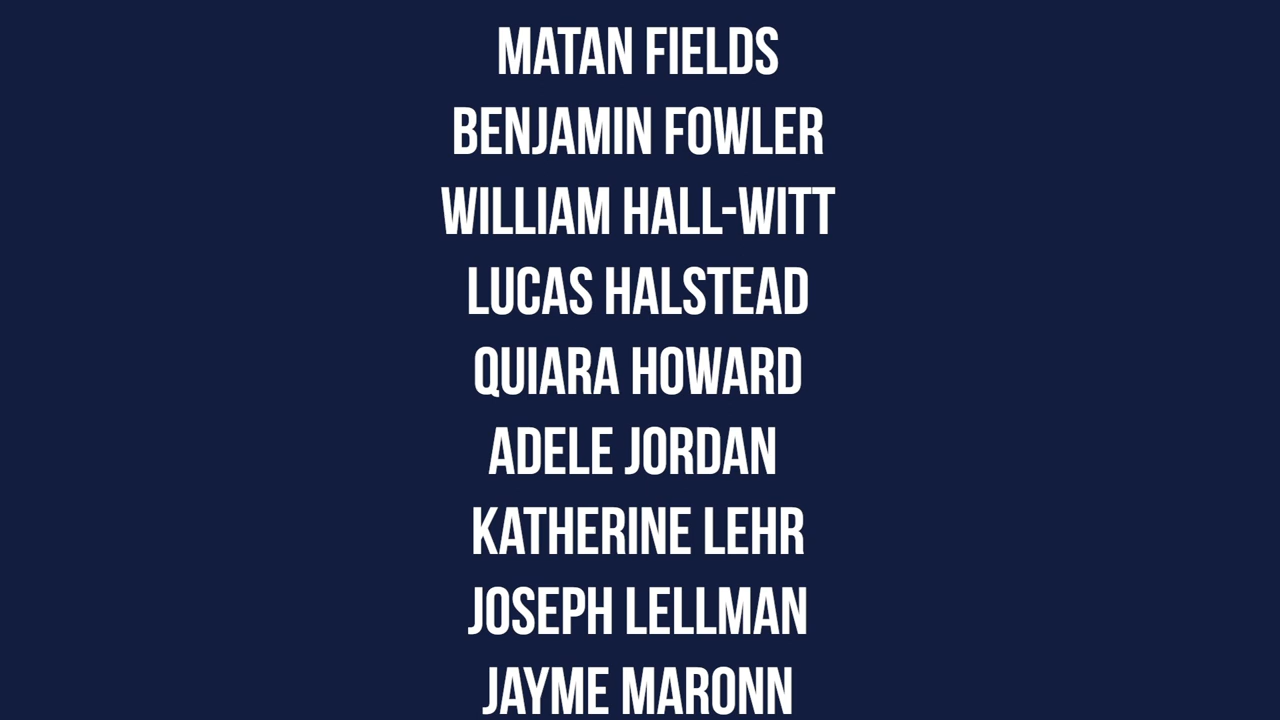 MATAN FIELDS
BENJAMIN FOWLER
WILLIAM HALL-WITT
LUCAS HALSTEAD
QUIARA HOWARD
ADELE JORDAN
KATHERINE LEHR
JOSEPH LELLMAN
JAYME MARONN